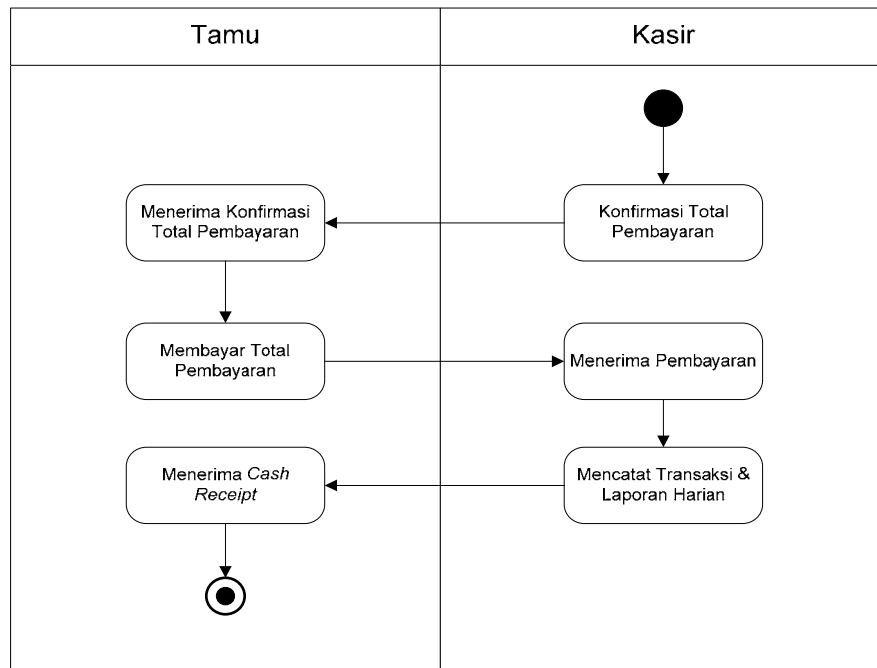 Tamu
Kasir
Menerima Konfirmasi
Total Pembayaran
Konfirmasi Total
Pembayaran
Membayar Total
Pembayaran
Menerima Pembayaran
Menerima Cash
Receipt
Mencatat Transaksi &
Laporan Harian